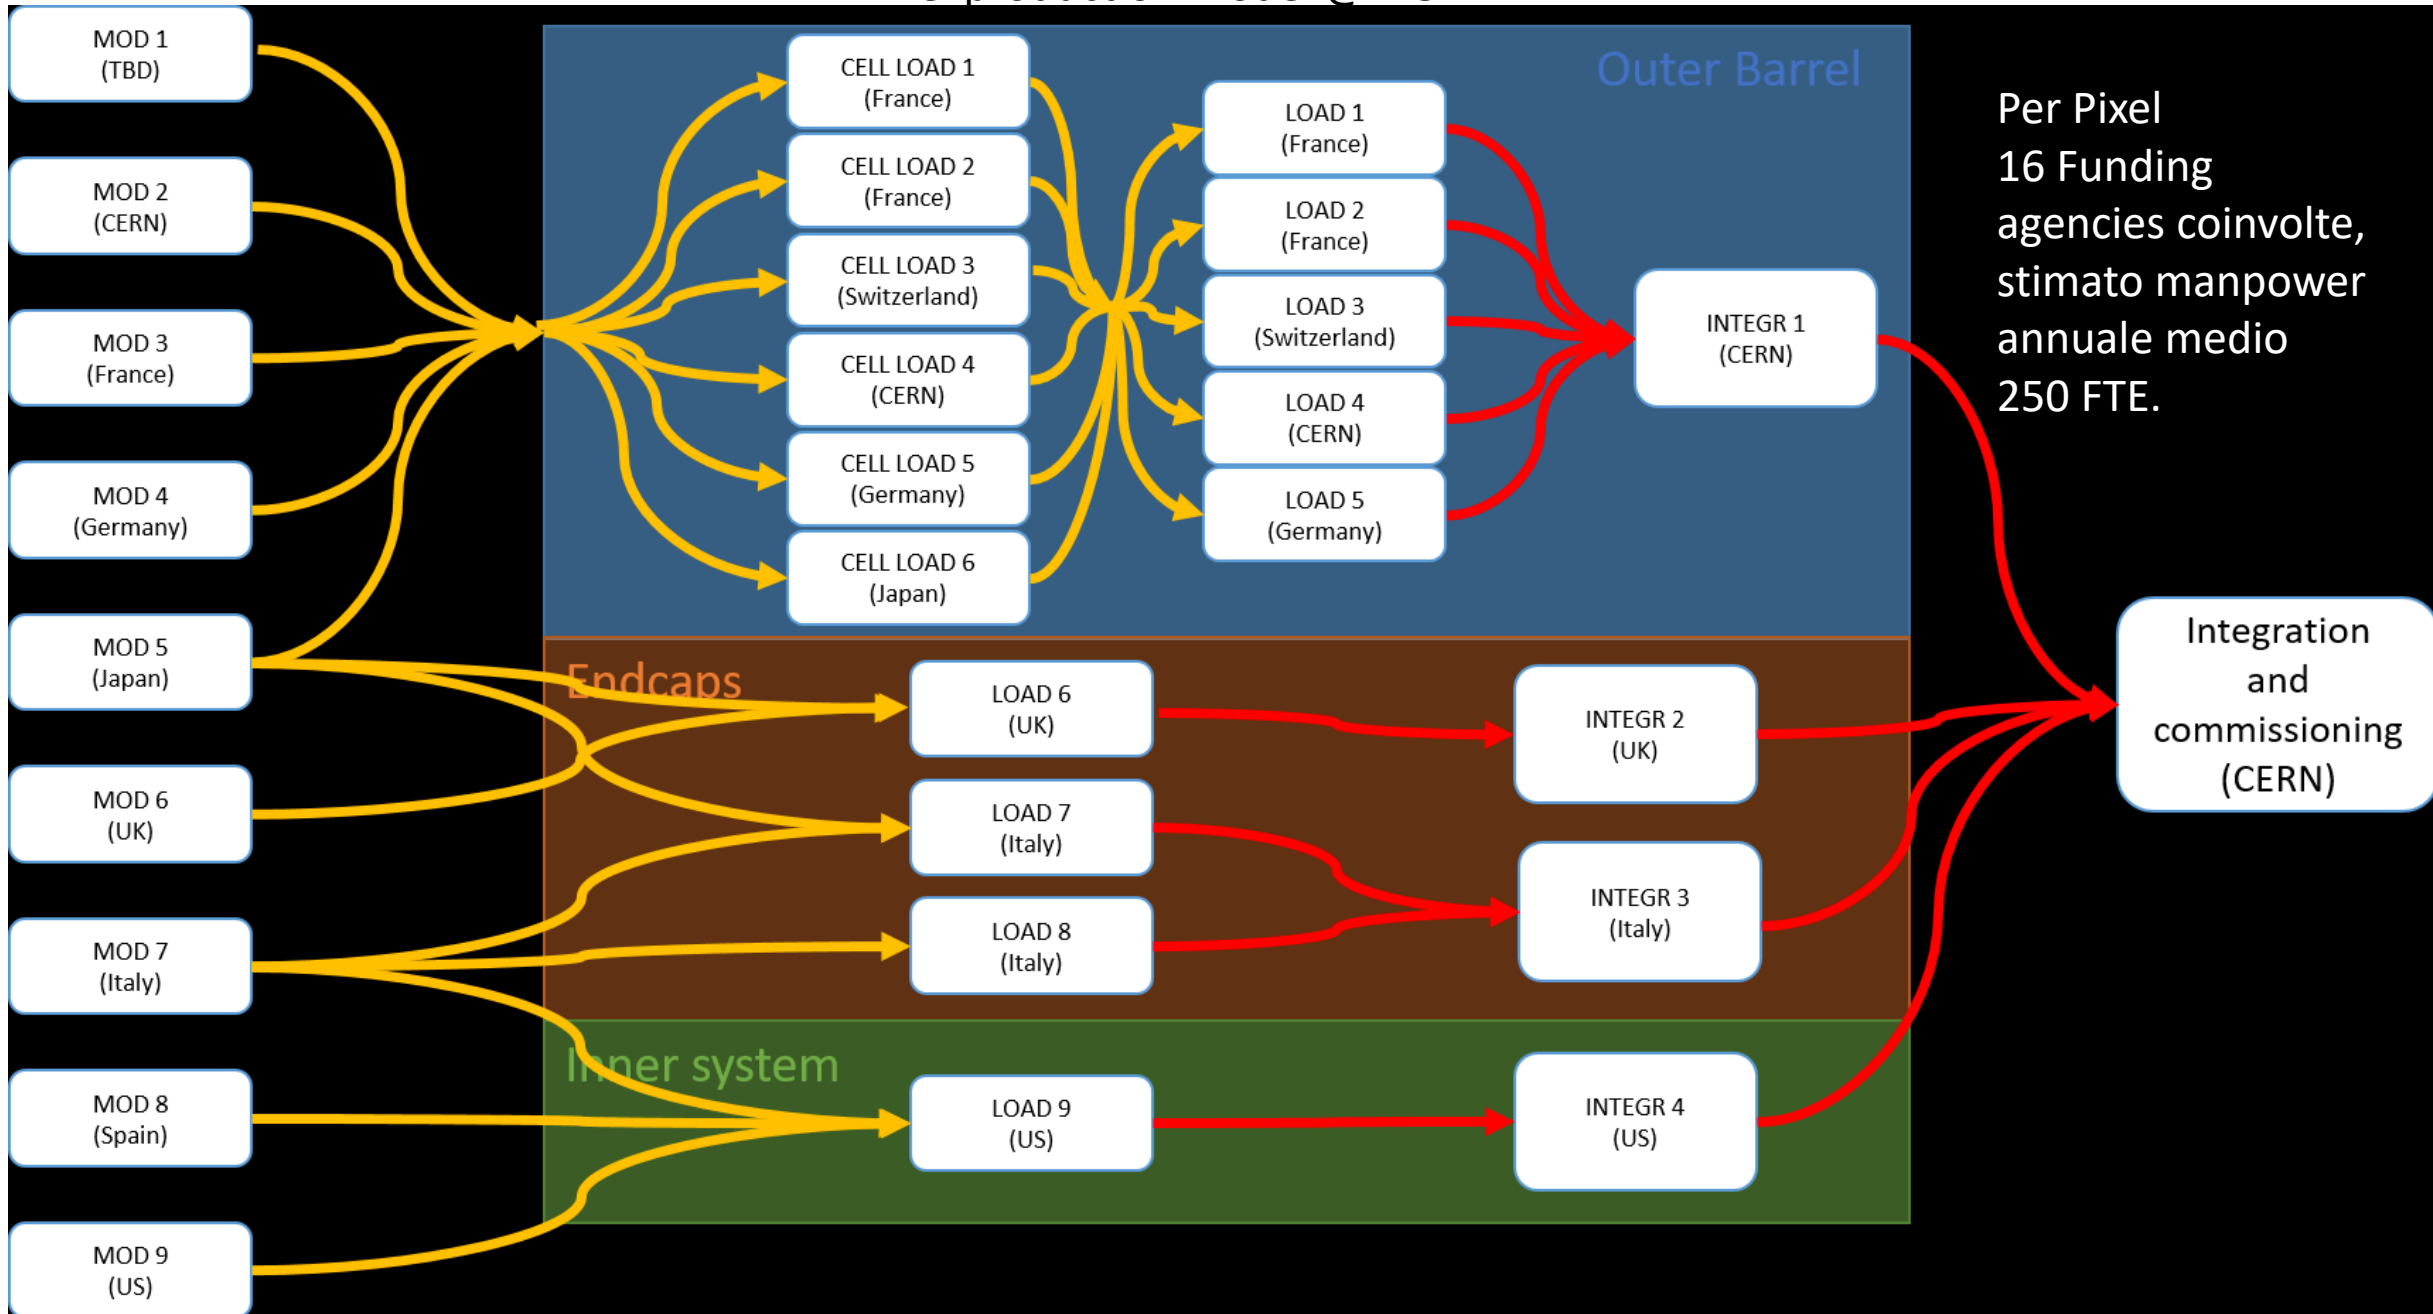 MOD 1
(TBD)
MOD 2
(CERN)
MOD 3
(France)
MOD 4
(Germany)
MOD 5
(Japan)
MOD 6
(UK)
MOD 7
(Italy)
MOD 8
(Spain)
MOD 9
(US)
Outer Barrel
CELL LOAD 1
(France)
CELL LOAD 2
(France)
CELL LOAD 3
(Switzerland)
CELL LOAD 4
(CERN)
CELL LOAD 5
(Germany)
CELL LOAD 6
(Japan)
LOAD 1
(France)
LOAD 2
(France)
LOAD 3
(Switzerland)
LOAD 4
(CERN)
LOAD 5
(Germany)
INTEGR 1
(CERN)
Endcaps
LOAD 6
(UK)
LOAD 7
(Italy)
LOAD 8
(Italy)
INTEGR 2
(UK)
INTEGR 3
(Italy)
Inner system
LOAD 9
(US)
INTEGR 4
(US)
Per Pixel
16 Funding
agencies coinvolte,
stimato manpower
annuale medio
250 FTE.
Integration
and
commissioning
(CERN)